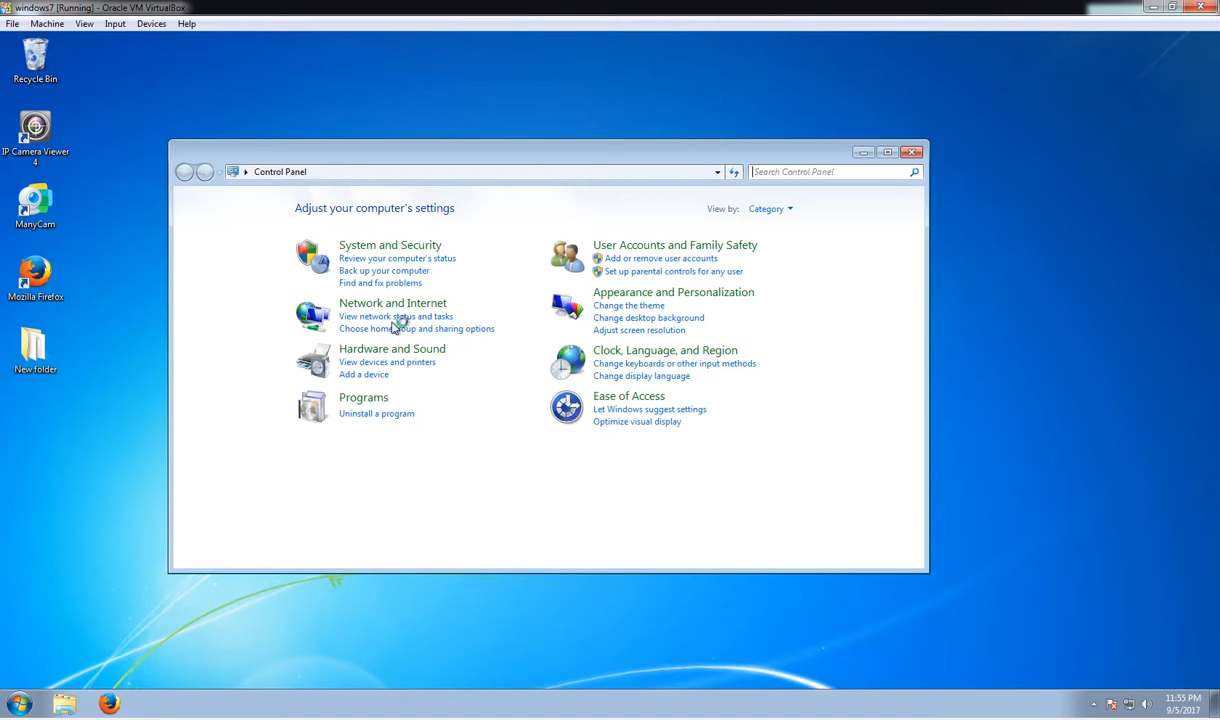 windows7 [Running] - Oracle VM VirtualBox
File Machine View Input Devices Help
Recycle Bin
IP Camera Viewer
4
ManyCam
Mozilla Firefox
New folder
Control Panel
Search Control Panel
Adjust your computer's settings
View by: Category
System and Security
Review your computer's status
Back up your computer
Find and fix problems
Network and Internet
View network status and tasks
Choose homegroup and sharing options
Hardware and Sound
View devices and printers
Add a device
Programs
Uninstall a program
User Accounts and Family Safety
Add or remove user accounts
Set up parental controls for any user
Appearance and Personalization
Change the theme
Change desktop background
Adjust screen resolution
Clock, Language, and Region
Change keyboards or other input methods
Change display language
Ease of Access
Let Windows suggest settings
Optimize visual display
11:55 PM
9/5/2017